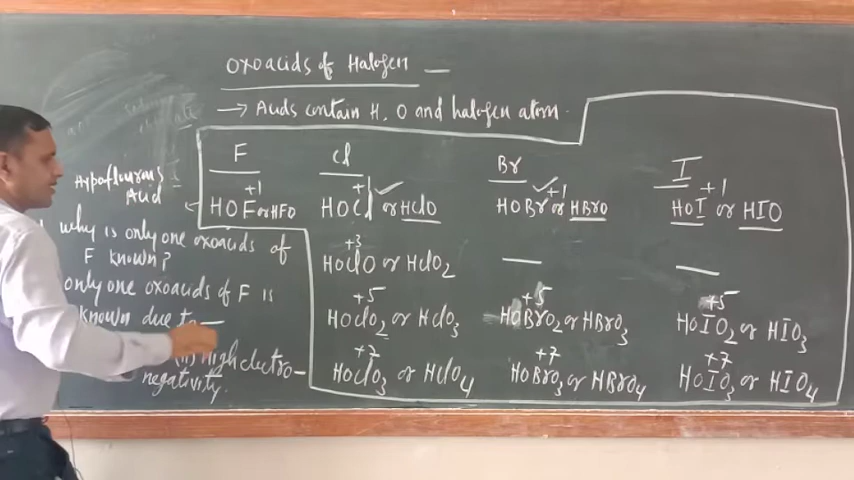 Oxoacids of Halogen —
→ Acids contain H, O and halogen atom.
F Cl Br I
Hypoflourous Acid
+1 +1 +1 +1
HOF or HFO HOCl or HClO HOBr or HBrO HOI or HIO
+3
HOClO or HClO2 — —
+5 +5 +5
HOClO2 or HClO3 HOBrO2 or HBrO3 HOIO2 or HIO3
+7 +7 +7
HOClO3 or HClO4 HOBrO3 or HBrO4 HOIO3 or HIO4
why is only one oxoacids of
F known?
only one oxoacids of F is
known due to —
(ii) High electro-
negativity.